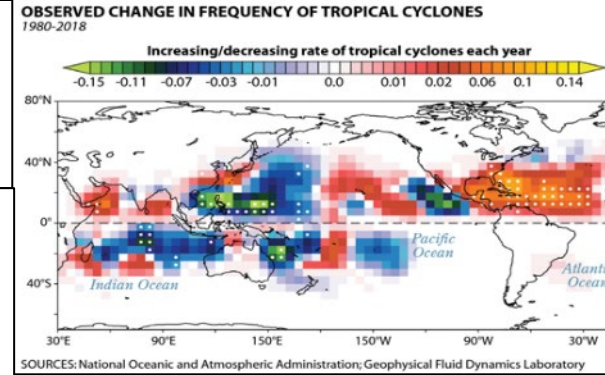 OBSERVED CHANGE IN FREQUENCY OF TROPICAL CYCLONES
1980-2018
Increasing/decreasing rate of tropical cyclones each year
-0.15 -0.11 -0.07 -0.03 -0.01 0.0 0.01 0.02 0.06 0.1 0.14
80°N
40°N
0°
40°S
Pacific
Ocean
Indian Ocean
Atlanti
Ocean
30°E 90°E 150°E 150°W 90°W 30°W
SOURCES: National Oceanic and Atmospheric Administration; Geophysical Fluid Dynamics Laboratory